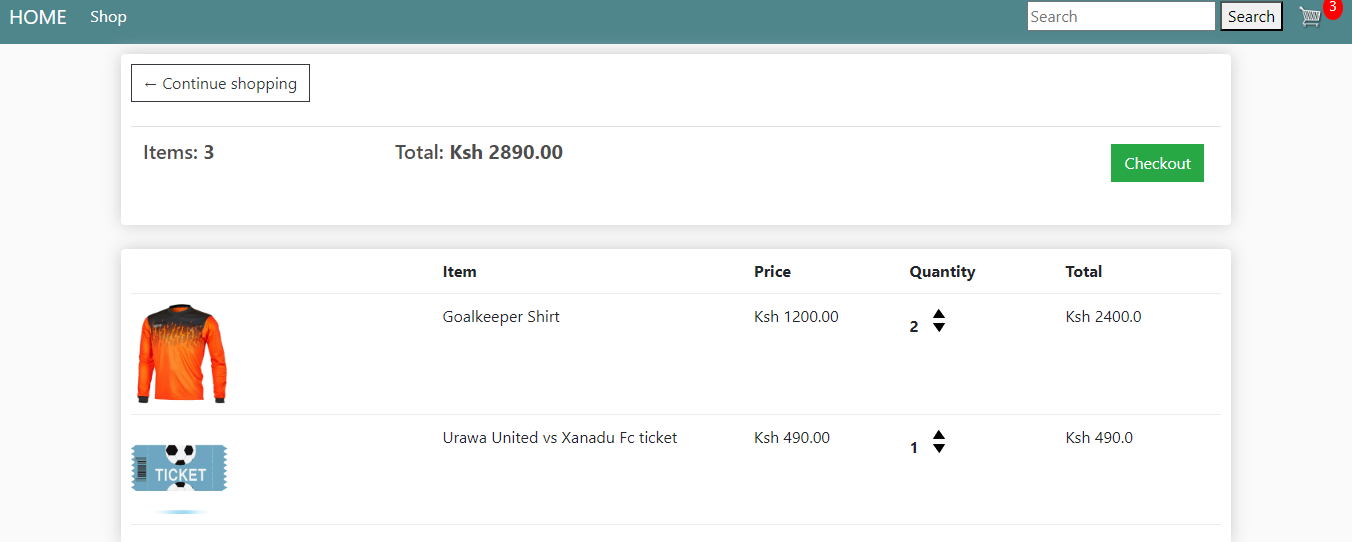 HOME Shop Search Search 3
← Continue shopping
Items: 3 Total: Ksh 2890.00
Checkout
Item Price Quantity Total
Goalkeeper Shirt Ksh 1200.00 2 Ksh 2400.0
Urawa United vs Xanadu Fc ticket Ksh 490.00 1 Ksh 490.0
TICKET